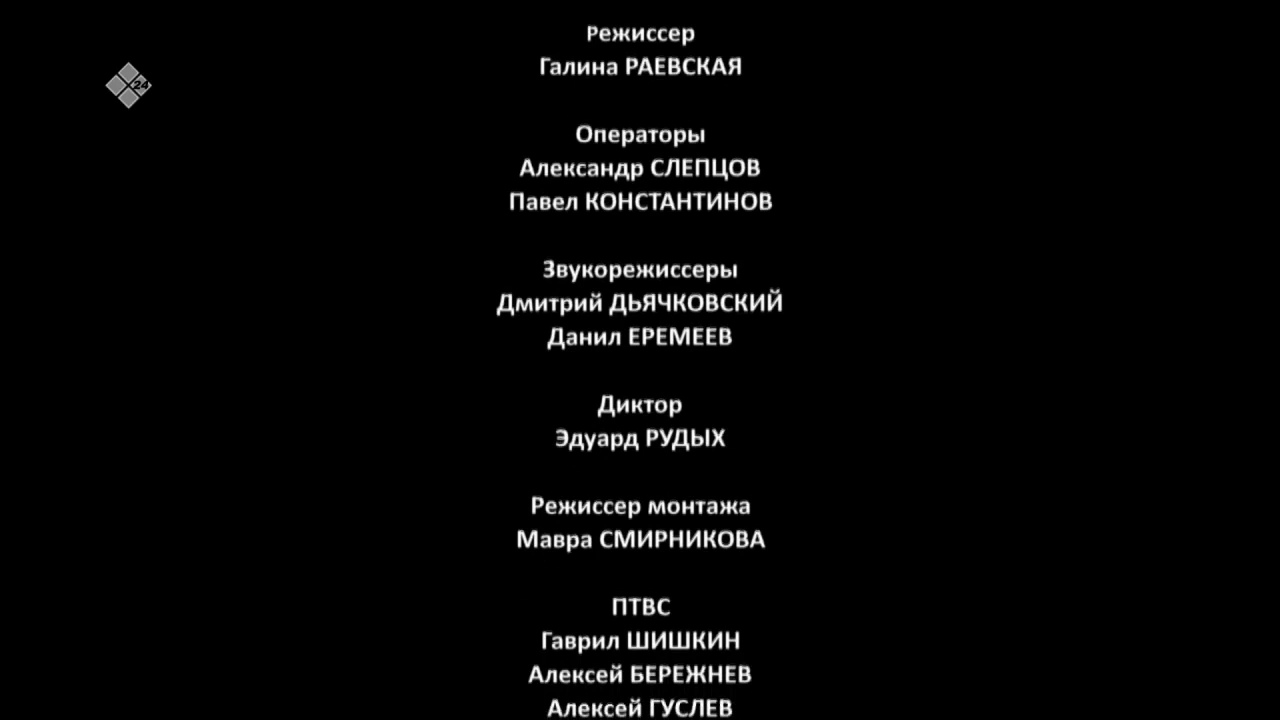 Режиссер
Галина РАЕВСКАЯ
24
Операторы
Александр СЛЕПЦОВ
Павел КОНСТАНТИНОВ
Звукорежиссеры
Дмитрий ДЬЯЧКОВСКИЙ
Данил ЕРЕМЕЕВ
Диктор
Эдуард РУДЫХ
Режиссер монтажа
Мавра СМИРНИКОВА
ПТВС
Гаврил ШИШКИН
Алексей БЕРЕЖНЕВ
Алексей ГУСЛЕВ